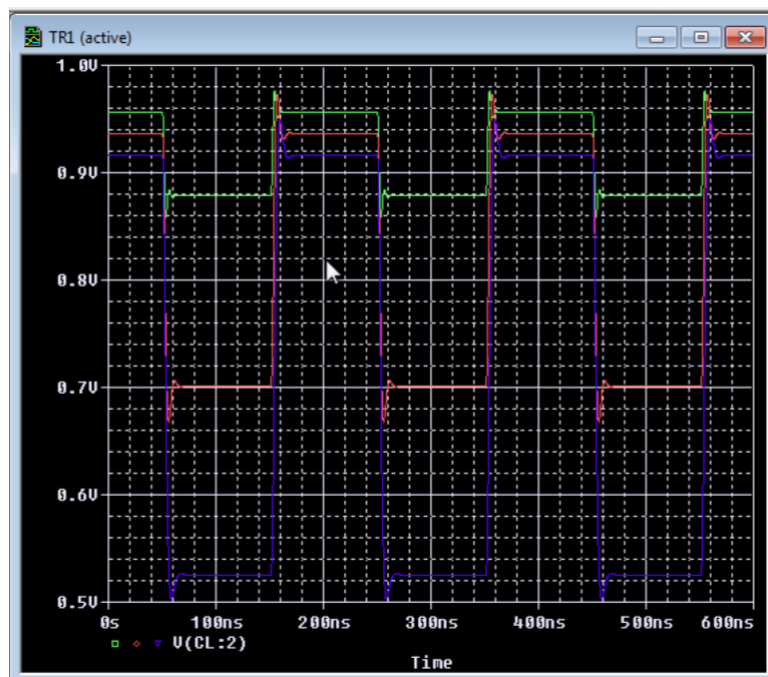 TR1 (active)
1.0V
0.9V
0.8V
0.7V
0.6V
0.5V
0s 100ns 200ns 300ns 400ns 500ns 600ns
V(CL:2)
Time